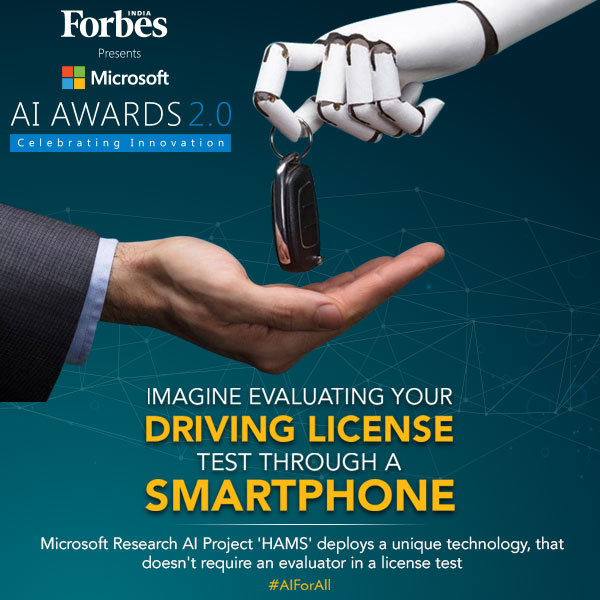 Forbes
INDIA
Presents
Microsoft
AI AWARDS 2.0
Celebrating Innovation
IMAGINE EVALUATING YOUR
DRIVING LICENSE
TEST THROUGH A
SMARTPHONE
Microsoft Research AI Project 'HAMS' deploys a unique technology, that
doesn't require an evaluator in a license test
#AIForAll